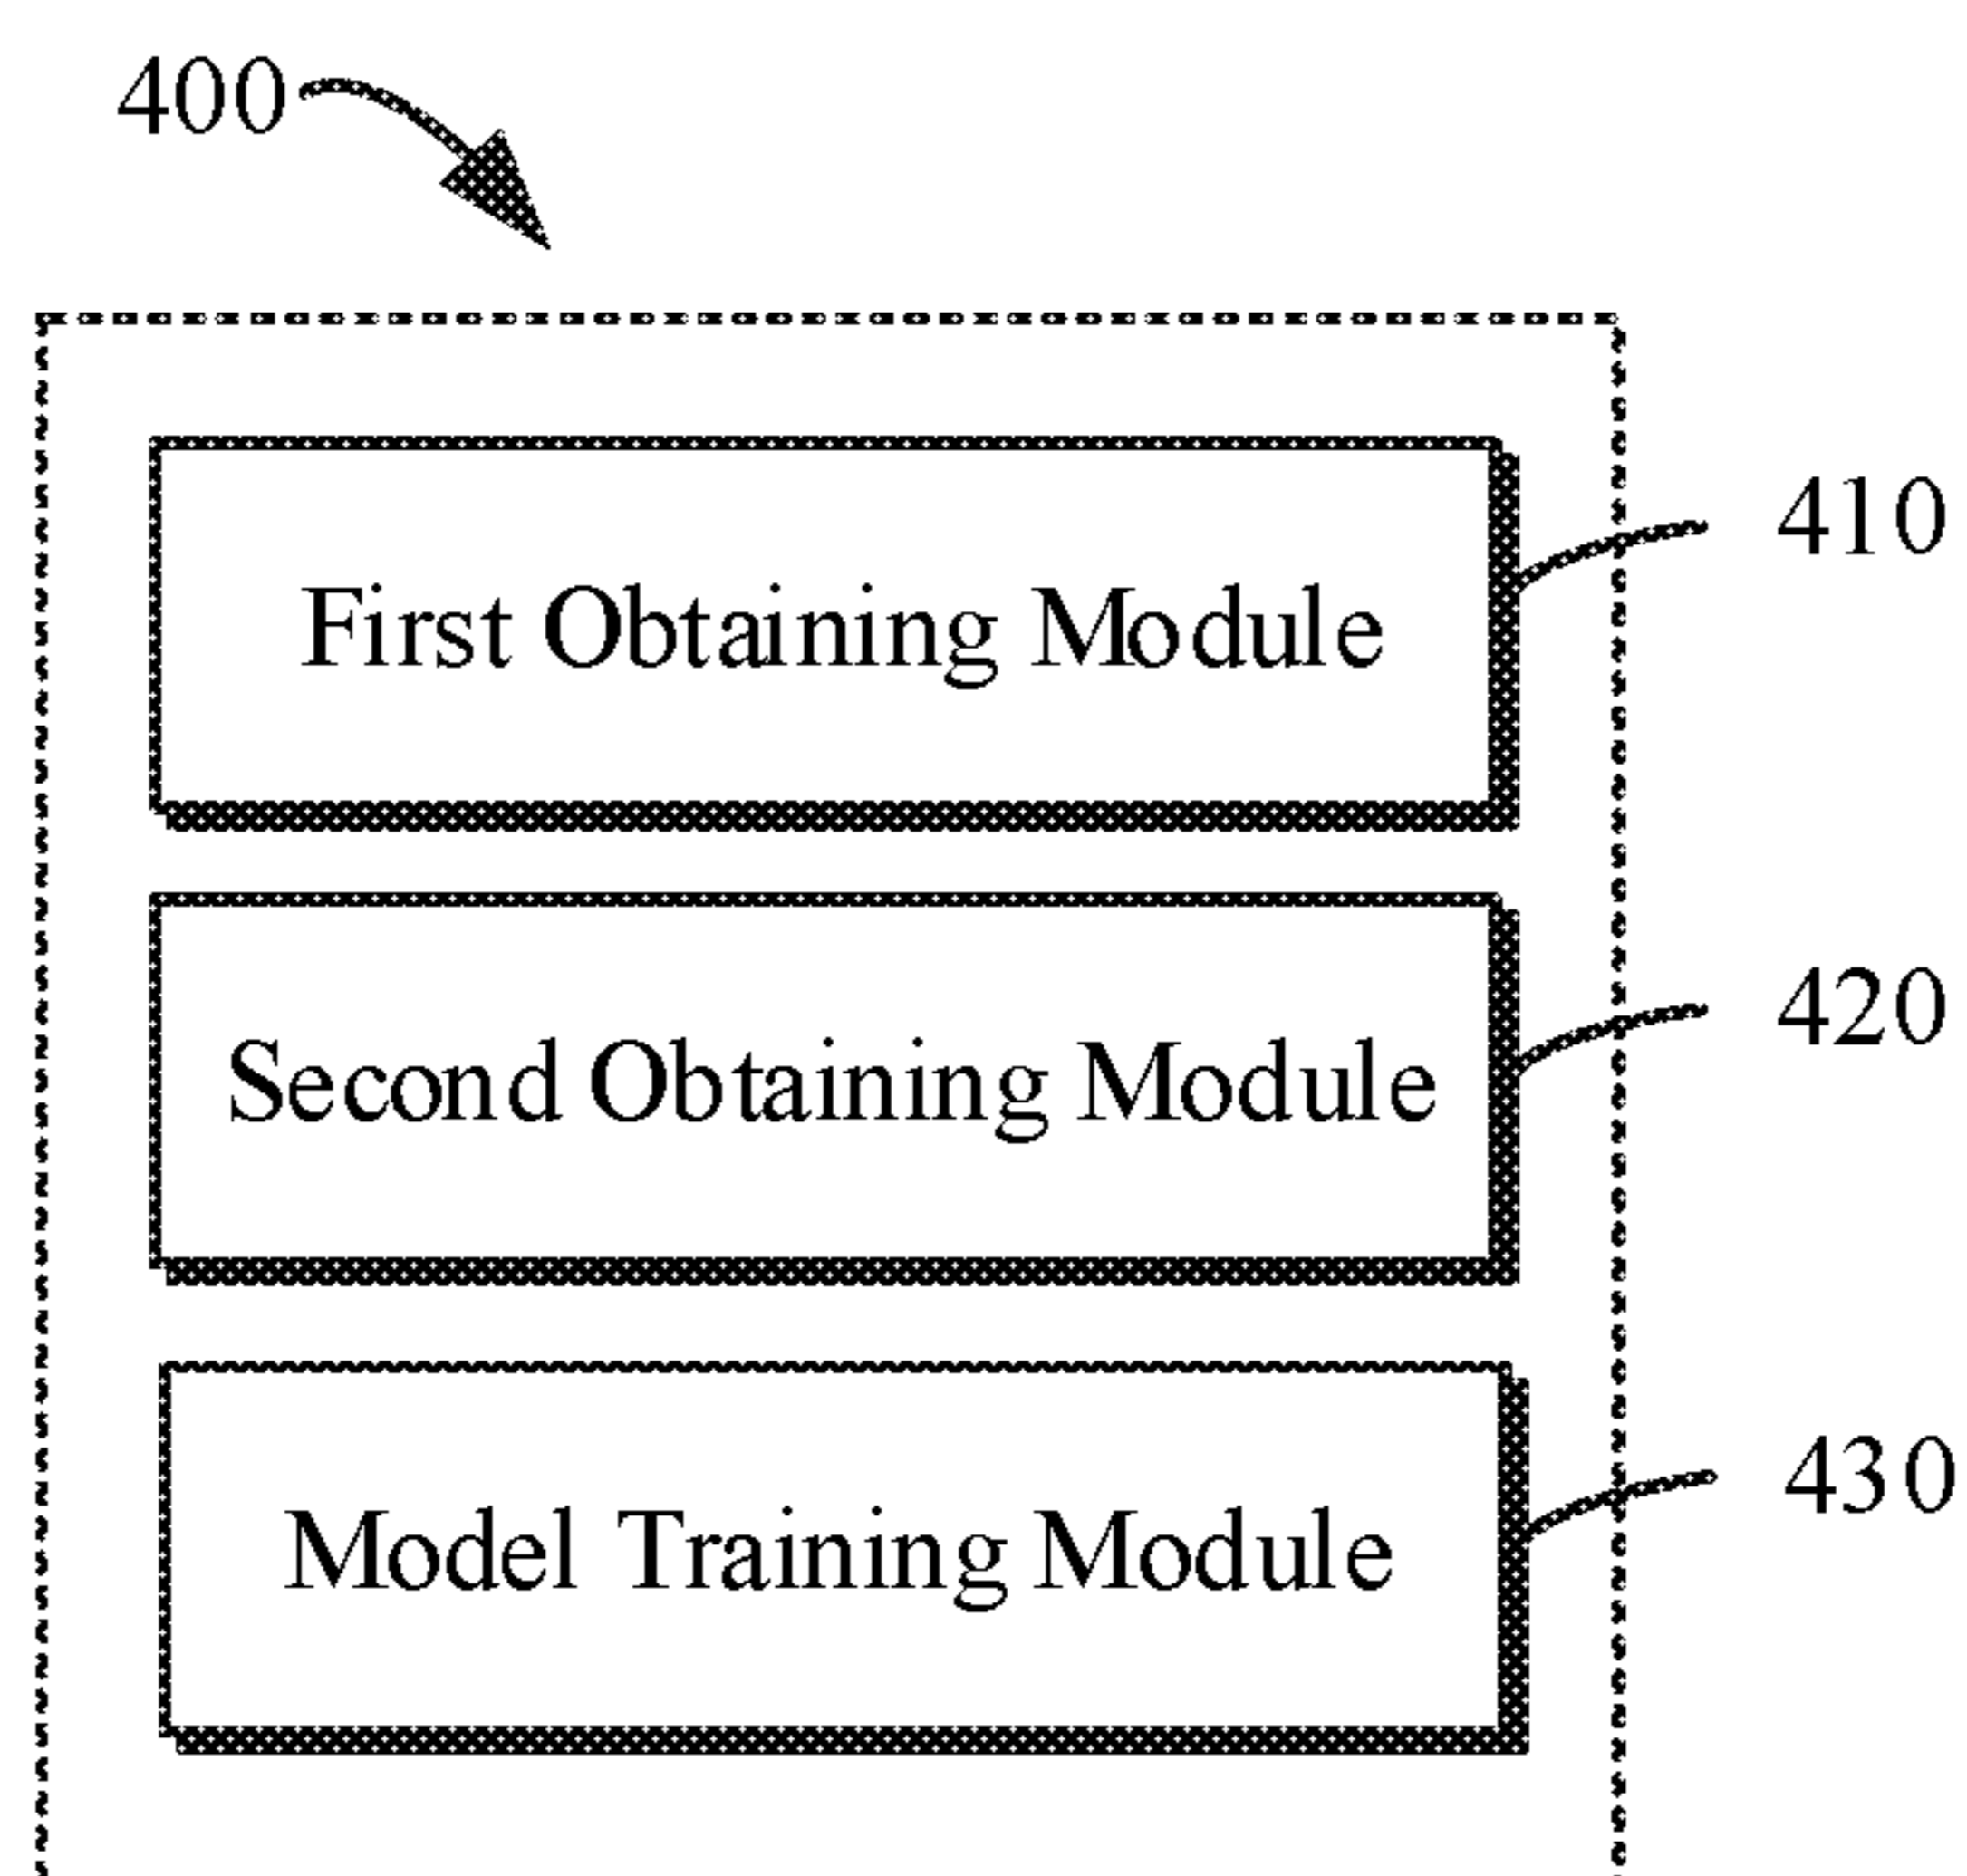 400
First Obtaining Module
410
Second Obtaining Module
420
Model Training Module
430